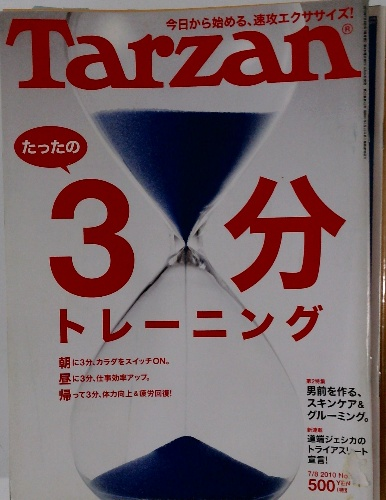 今日から始める、速攻エクササイズ!
Tarzan®
たったの
3分
トレーニング
朝に3分、カラダをスイッチON。
昼に3分、仕事効率アップ。
帰って3分、体力向上&疲労回復!
第2特集
男前を作る、
スキンケア&
グルーミング。
新連載
道端ジェシカの
トライアスリート
宣言!
7/8 2010 No.
500 YEN